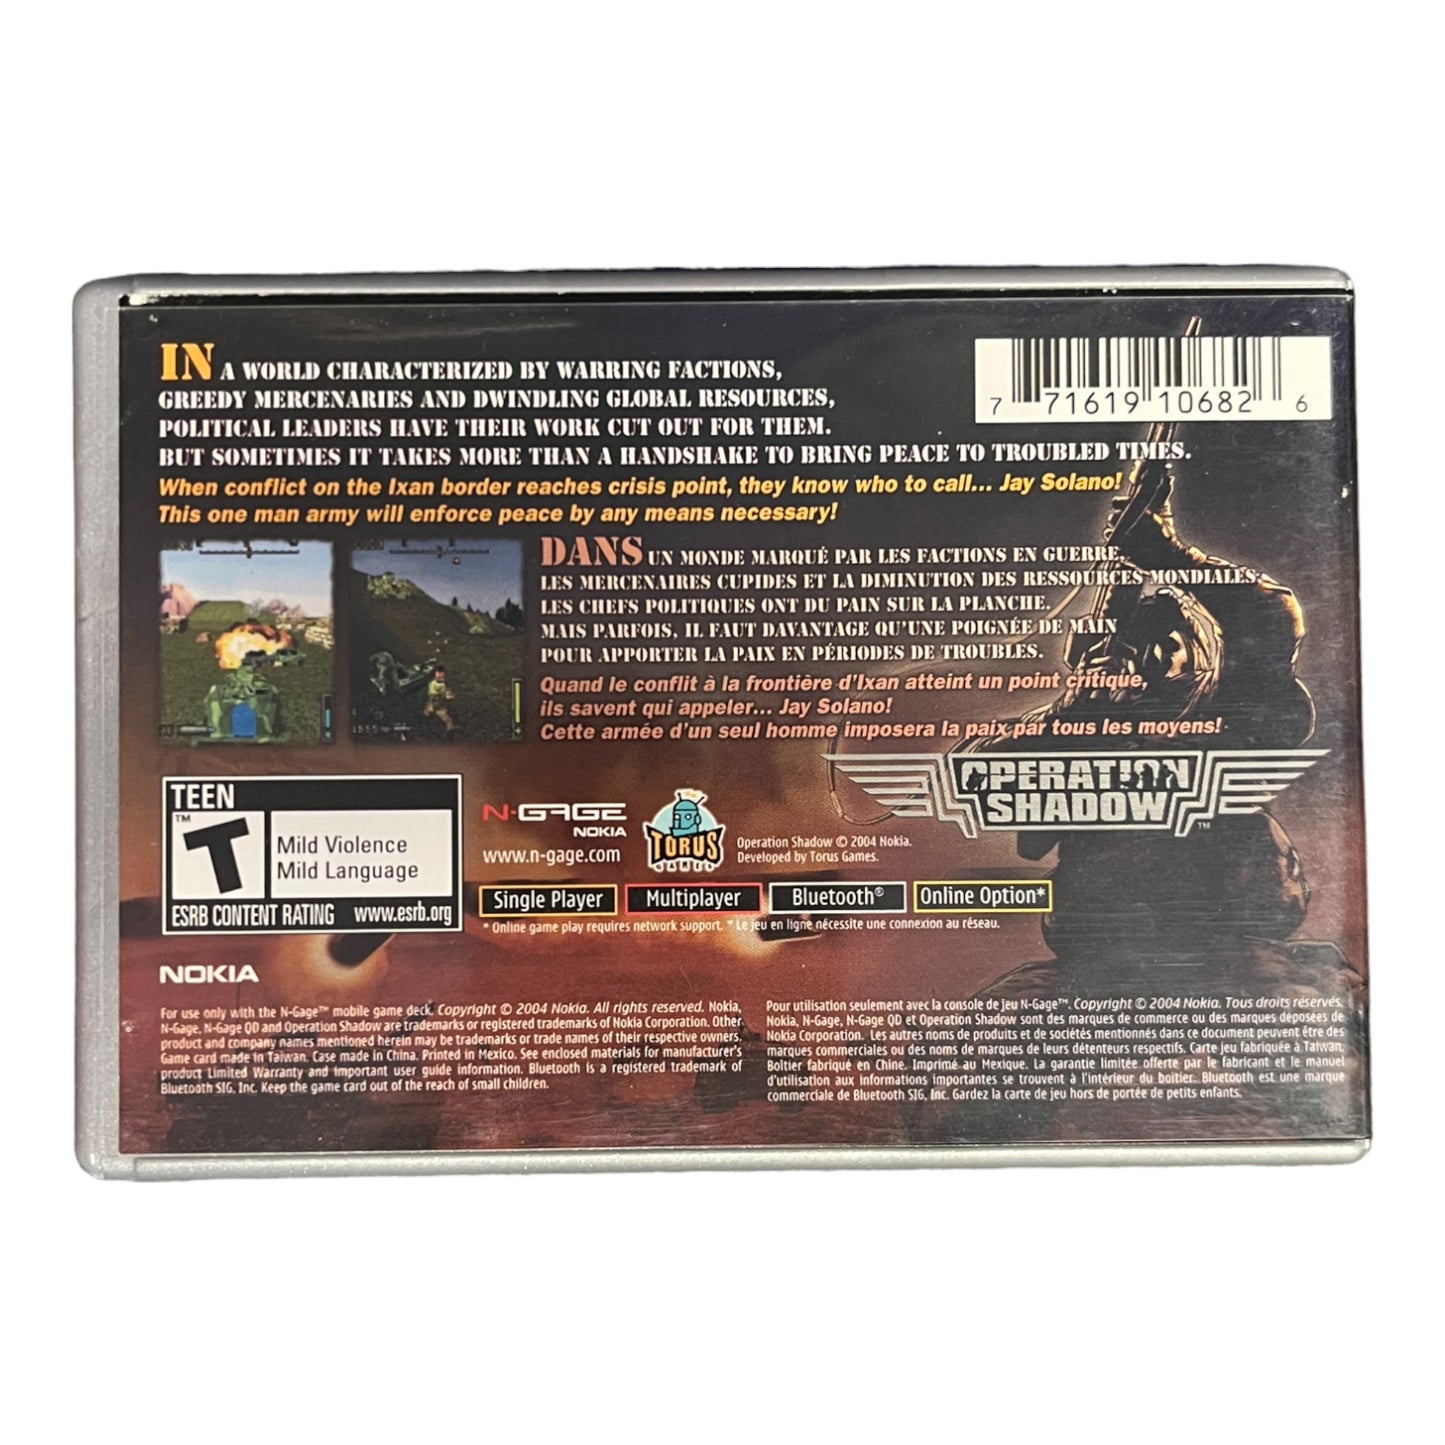 IN A WORLD CHARACTERIZED BY WARRING FACTIONS,
GREEDY MERCENARIES AND DWINDLING GLOBAL RESOURCES,
POLITICAL LEADERS HAVE THEIR WORK CUT OUT FOR THEM.
BUT SOMETIMES IT TAKES MORE THAN A HANDSHAKE TO BRING PEACE TO TROUBLED TIMES.
When conflict on the Ixan border reaches crisis point, they know who to call... Jay Solano!
This one man army will enforce peace by any means necessary!
7 71619 10682 6
DANS UN MONDE MARQUÉ PAR LES FACTIONS EN GUERRE,
LES MERCENAIRES CUPIDES ET LA DIMINUTION DES RESSOURCES MONDIALES,
LES CHEFS POLITIQUES ONT DU PAIN SUR LA PLANCHE.
MAIS PARFOIS, IL FAUT DAVANTAGE QU'UNE POIGNÉE DE MAIN
POUR APPORTER LA PAIX EN PÉRIODES DE TROUBLES.
Quand le conflit à la frontière d'Ixan atteint un point critique,
ils savent qui appeler... Jay Solano!
Cette armée d'un seul homme imposera la paix par tous les moyens!
OPERATION
SHADOW™
TEEN
™
T
Mild Violence
Mild Language
ESRB CONTENT RATING www.esrb.org
N-GAGE
NOKIA
www.n-gage.com
TORUS
GAMES
Operation Shadow © 2004 Nokia.
Developed by Torus Games.
Single Player
Multiplayer
Bluetooth®
Online Option*
* Online game play requires network support. * Le jeu en ligne nécessite une connexion au réseau.
NOKIA
For use only with the N-Gage™ mobile game deck. Copyright © 2004 Nokia. All rights reserved. Nokia,
N-Gage, N-Gage QD and Operation Shadow are trademarks or registered trademarks of Nokia Corporation. Other
product and company names mentioned herein may be trademarks or trade names of their respective owners.
Game card made in Taiwan. Case made in China. Printed in Mexico. See enclosed materials for manufacturer's
product Limited Warranty and important user guide information. Bluetooth is a registered trademark of
Bluetooth SIG, Inc. Keep the game card out of the reach of small children.
Pour utilisation seulement avec la console de jeu N-Gage™. Copyright © 2004 Nokia. Tous droits réservés.
Nokia, N-Gage, N-Gage QD et Operation Shadow sont des marques de commerce ou des marques déposées de
Nokia Corporation. Les autres noms de produits et de sociétés mentionnés dans ce document peuvent être des
marques commerciales ou des noms de marques de leurs détenteurs respectifs. Carte jeu fabriquée à Taiwan.
Boîtier fabriqué en Chine. Imprimé au Mexique. La garantie limitée offerte par le fabricant et le manuel
d'utilisation aux informations importantes se trouvent à l'intérieur du boîtier. Bluetooth est une marque
commerciale de Bluetooth SIG, Inc. Gardez la carte de jeu hors de portée de petits enfants.